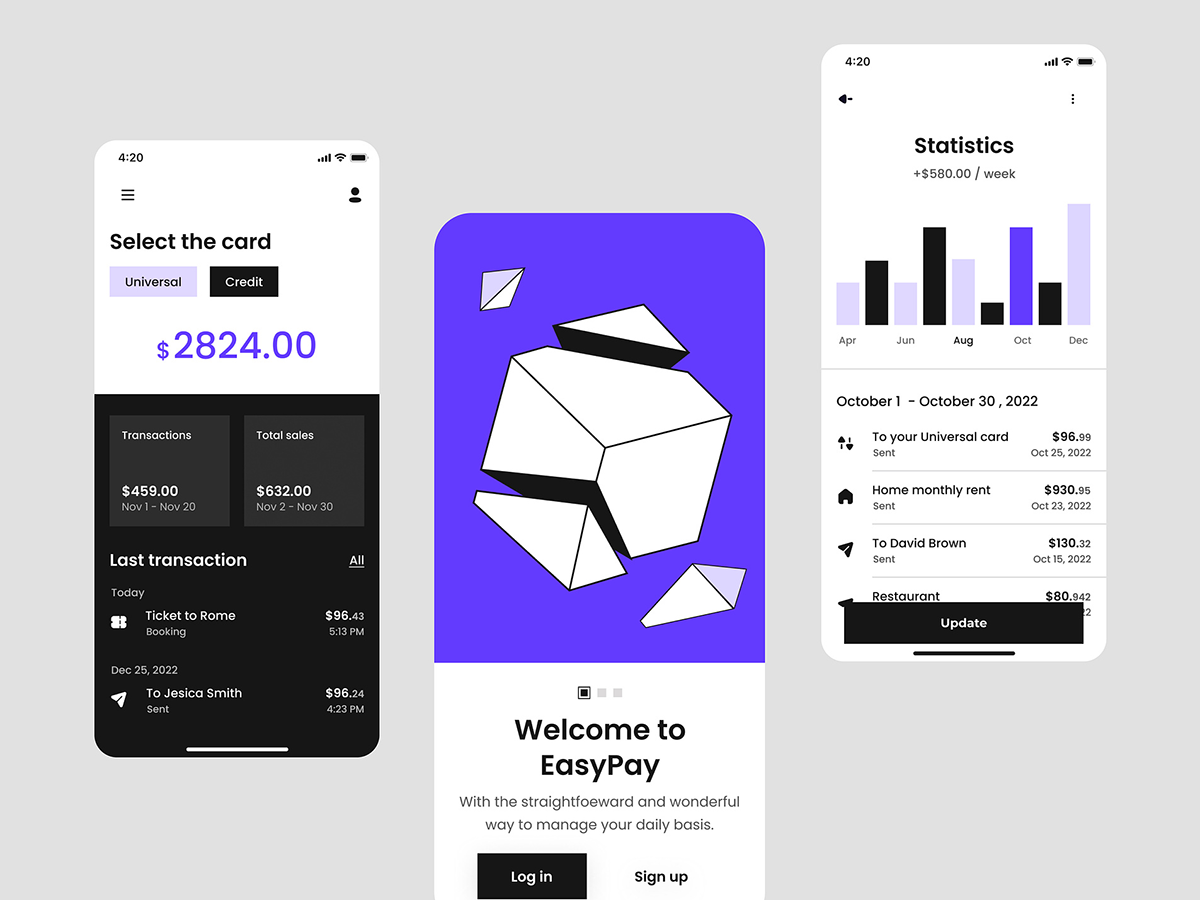 4:20
Select the card
Universal
Credit
$2824.00
Transactions
$459.00
Nov 1 - Nov 20
Total sales
$632.00
Nov 2 - Nov 30
Last transaction
All
Today
Ticket to Rome
$96.43
Booking
5:13 PM
Dec 25, 2022
To Jesica Smith
$96.24
Sent
4:23 PM
Welcome to
EasyPay
With the straightfoeward and wonderful
way to manage your daily basis.
Log in
Sign up
4:20
Statistics
+$580.00 / week
Apr
Jun
Aug
Oct
Dec
October 1 - October 30 , 2022
To your Universal card
$96.99
Sent
Oct 25, 2022
Home monthly rent
$930.95
Sent
Oct 23, 2022
To David Brown
$130.32
Sent
Oct 15, 2022
Restaurant
$80.942
Update